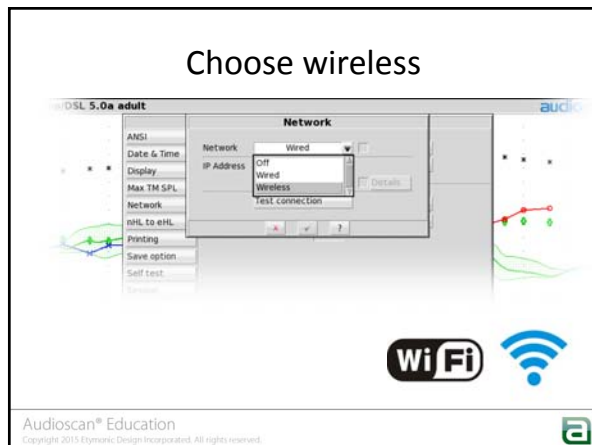 Choose wireless
DSL 5.0a adult
audio
Network
ANSI
Date & Time
Display
Max TM SPL
Network
nHL to eHL
Printing
Save option
Self test
Network
Wired
IP Address
Off
Wired
Wireless
Details
Test connection
x ✓ ?
Wi Fi
Audioscan® Education
Copyright 2015 Etymonic Design Incorporated. All rights reserved.
a